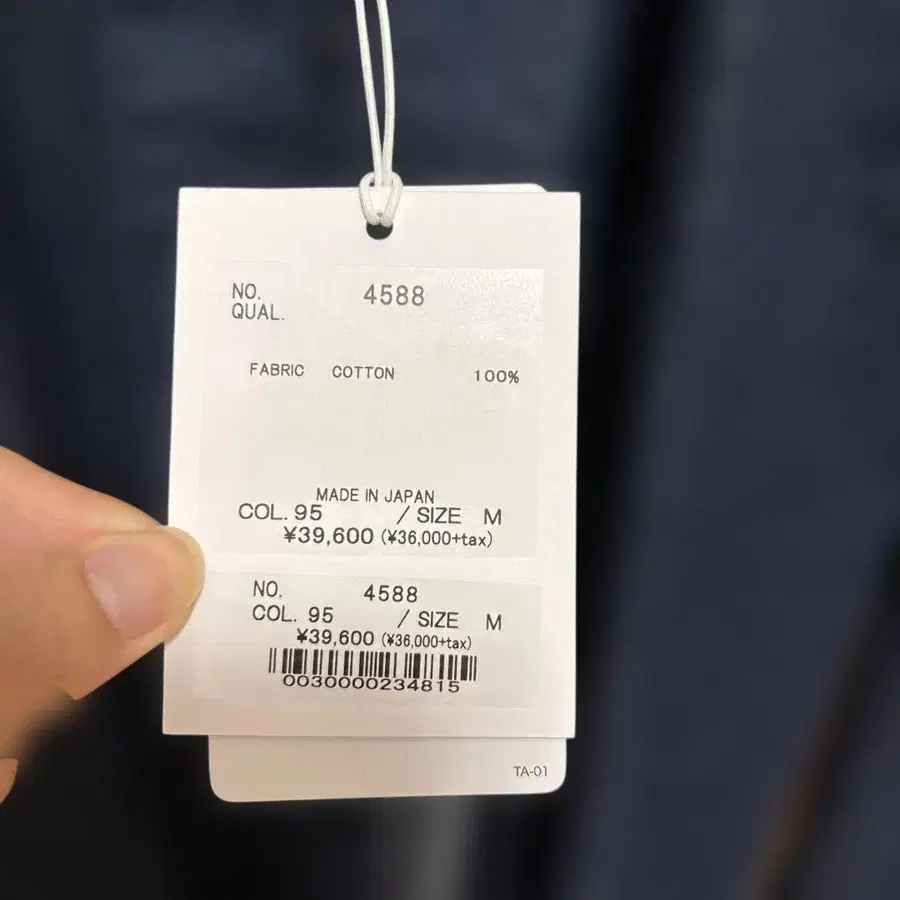 NO. 4588
QUAL.
FABRIC COTTON 100%
MADE IN JAPAN
COL. 95 / SIZE M
¥39,600 (¥36,000+tax)
NO. 4588
COL. 95 / SIZE M
¥39,600 (¥36,000+tax)
0030000234815
TA-01